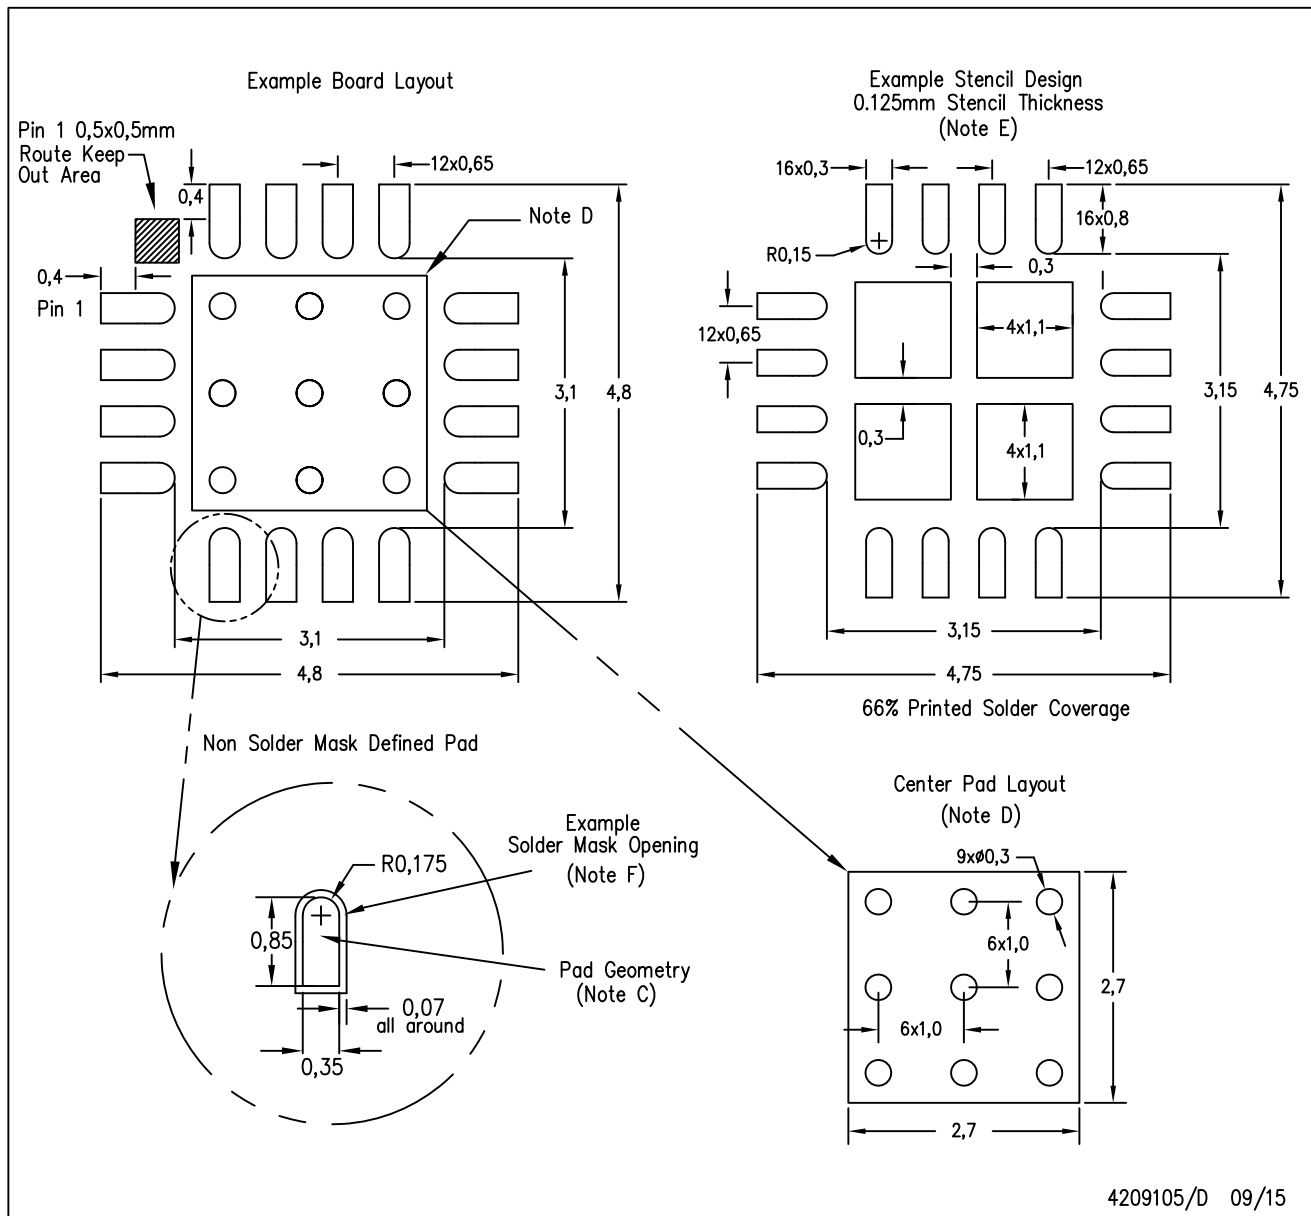 Example Board Layout
Pin 1 0,5x0,5mm
Route Keep
Out Area
12x0,65
0,4
Note D
0,4
Pin 1
3,1
4,8
3,1
4,8
Example Stencil Design
0.125mm Stencil Thickness
(Note E)
16x0,3
12x0,65
16x0,8
R0,15
0,3
12x0,65
4x1,1
0,3
4x1,1
3,15
4,75
3,15
4,75
66% Printed Solder Coverage
Non Solder Mask Defined Pad
Example
Solder Mask Opening
(Note F)
R0,175
0,85
Pad Geometry
(Note C)
0,07
all around
0,35
Center Pad Layout
(Note D)
9xø0,3
6x1,0
6x1,0
2,7
2,7
4209105/D 09/15